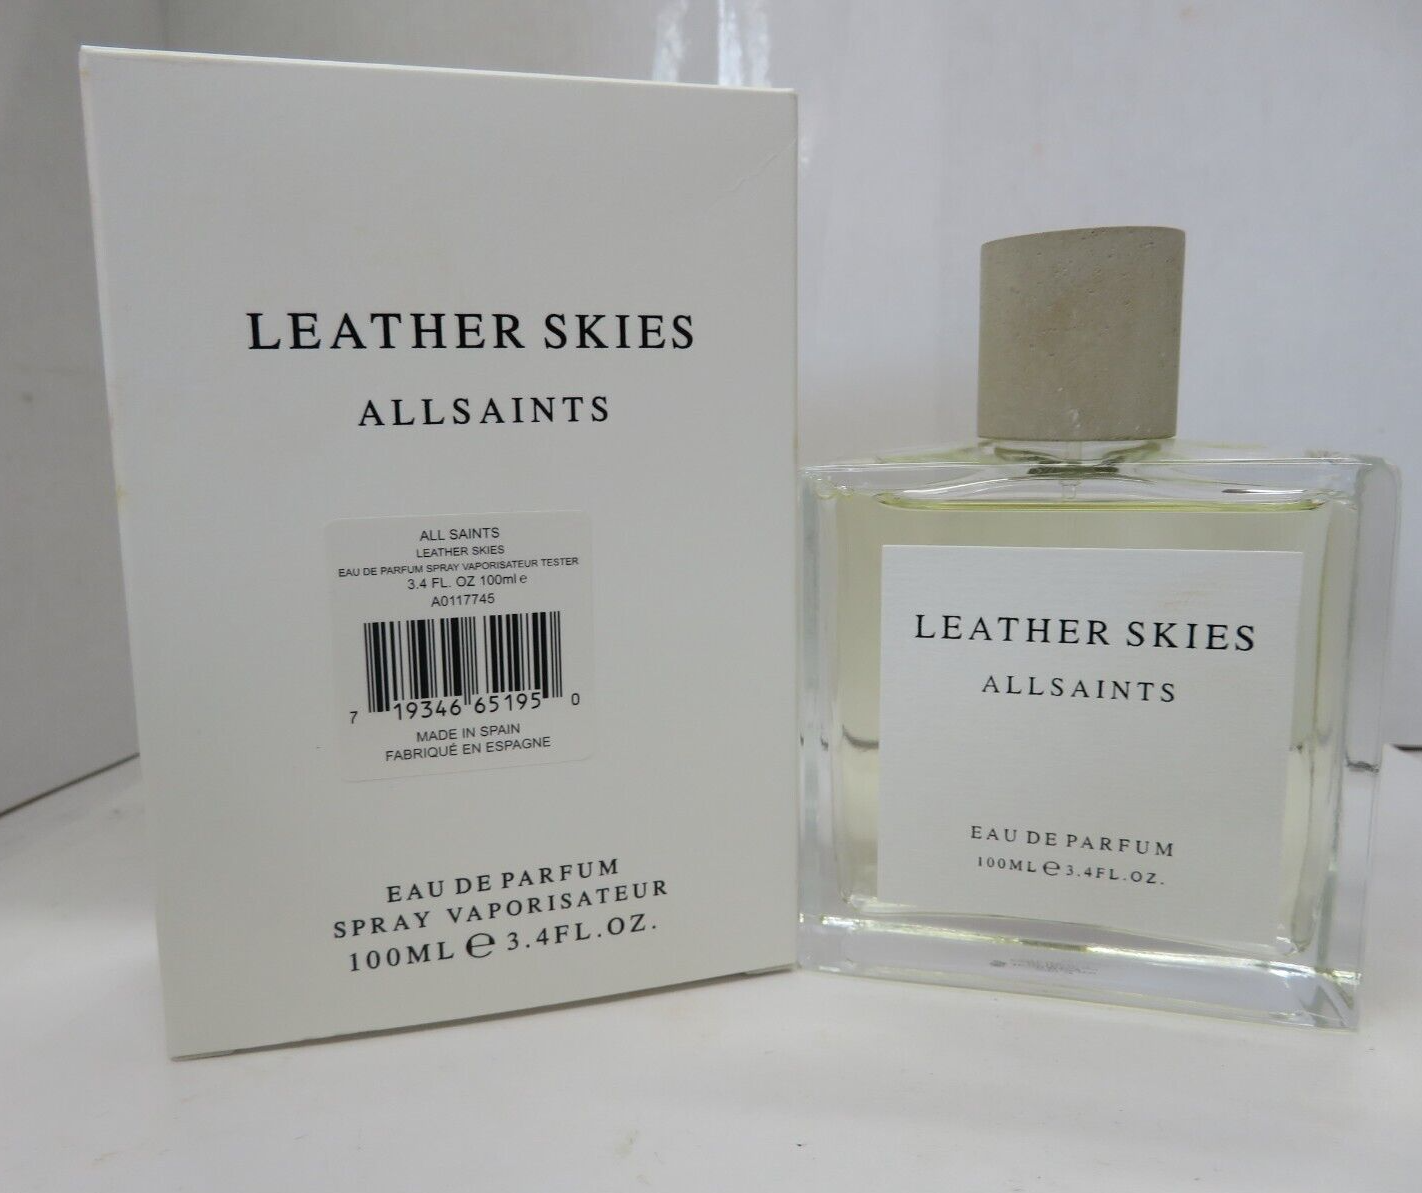 LEATHER SKIES
ALLSAINTS
ALL SAINTS
LEATHER SKIES
EAU DE PARFUM SPRAY VAPORISATEUR TESTER
3.4 FL. OZ 100ml ℮
A0117745
7 19346 65195 0
MADE IN SPAIN
FABRIQUÉ EN ESPAGNE
EAU DE PARFUM
SPRAY VAPORISATEUR
100ML ℮ 3.4FL.OZ.
LEATHER SKIES
ALLSAINTS
EAU DE PARFUM
100ML ℮ 3.4FL.OZ.